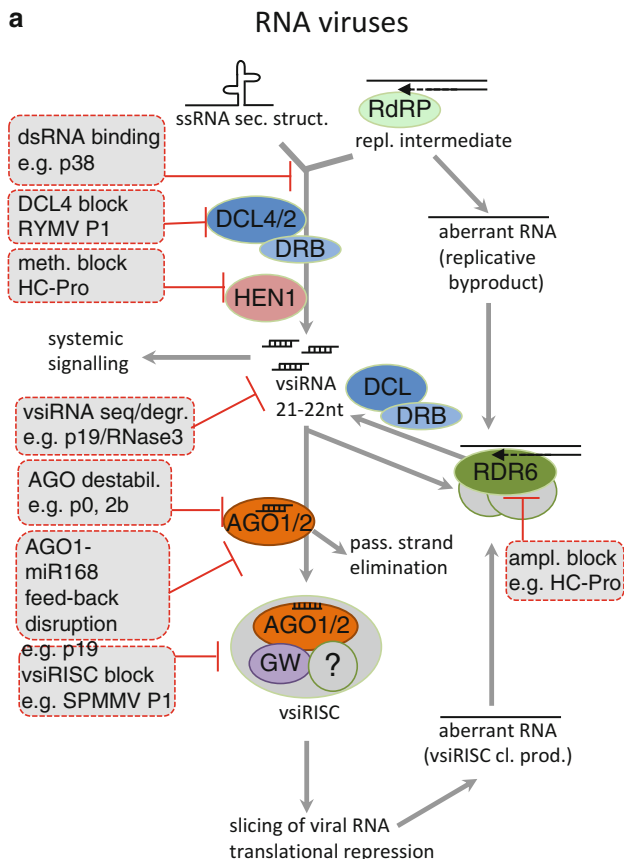 a
RNA viruses
ssRNA sec. struct.
RdRP
repl. intermediate
dsRNA binding
e.g. p38
DCL4 block
RYMV P1
DCL4/2
DRB
meth. block
HC-Pro
HEN1
aberrant RNA
(replicative
byproduct)
systemic
signalling
vsiRNA
21-22nt
DCL
DRB
vsiRNA seq/degr.
e.g. p19/RNase3
RDR6
AGO destabil.
e.g. p0, 2b
AGO1/2
pass. strand
elimination
ampl. block
e.g. HC-Pro
AGO1-
miR168
feed-back
disruption
e.g. p19
vsiRISC block
e.g. SPMMV P1
AGO1/2
GW
?
vsiRISC
aberrant RNA
(vsiRISC cl. prod.)
slicing of viral RNA
translational repression